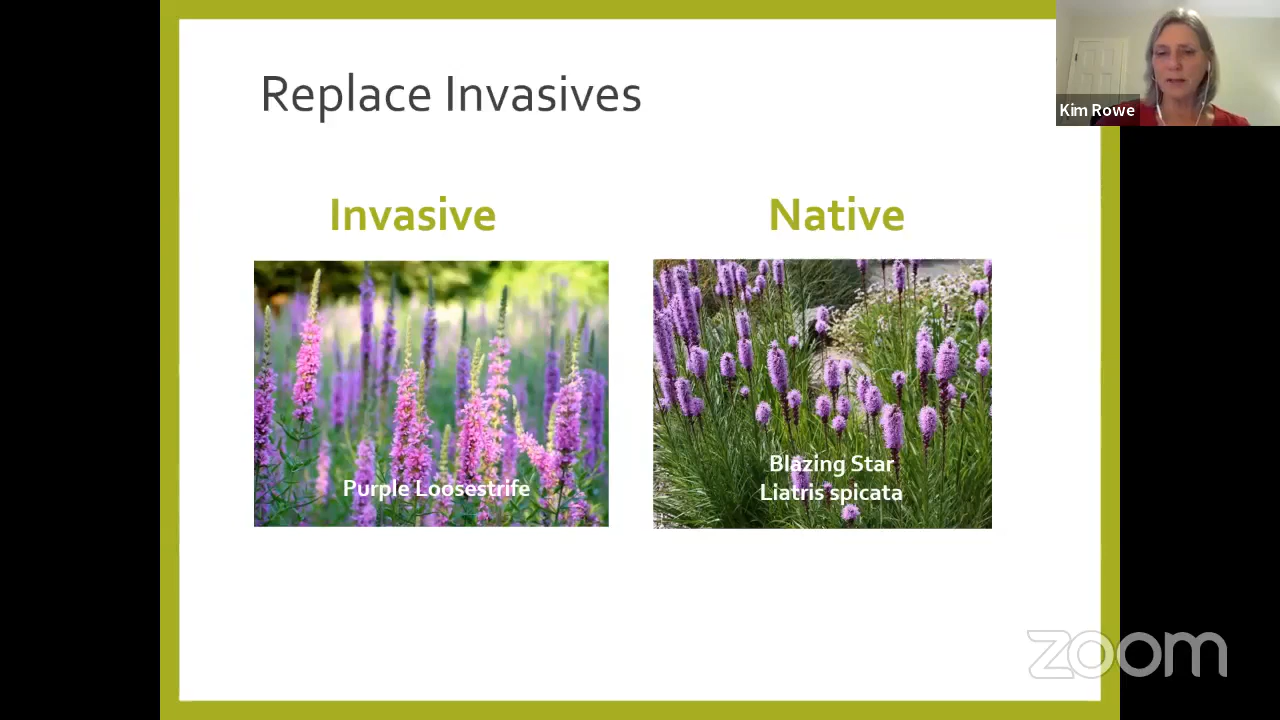 Replace Invasives
Kim Rowe
Invasive
Native
Purple Loosestrife
Blazing Star
Liatris spicata
zoom